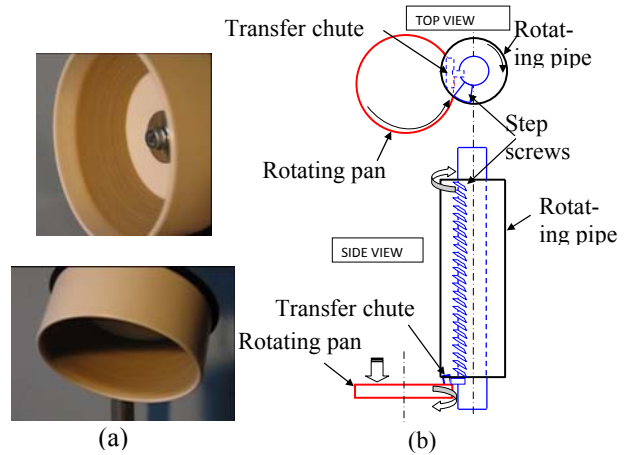 TOP VIEW
Transfer chute
Rotat-
ing pipe
Step
screws
Rotating pan
Rotat-
ing pipe
SIDE VIEW
Transfer chute
Rotating pan
(a)
(b)